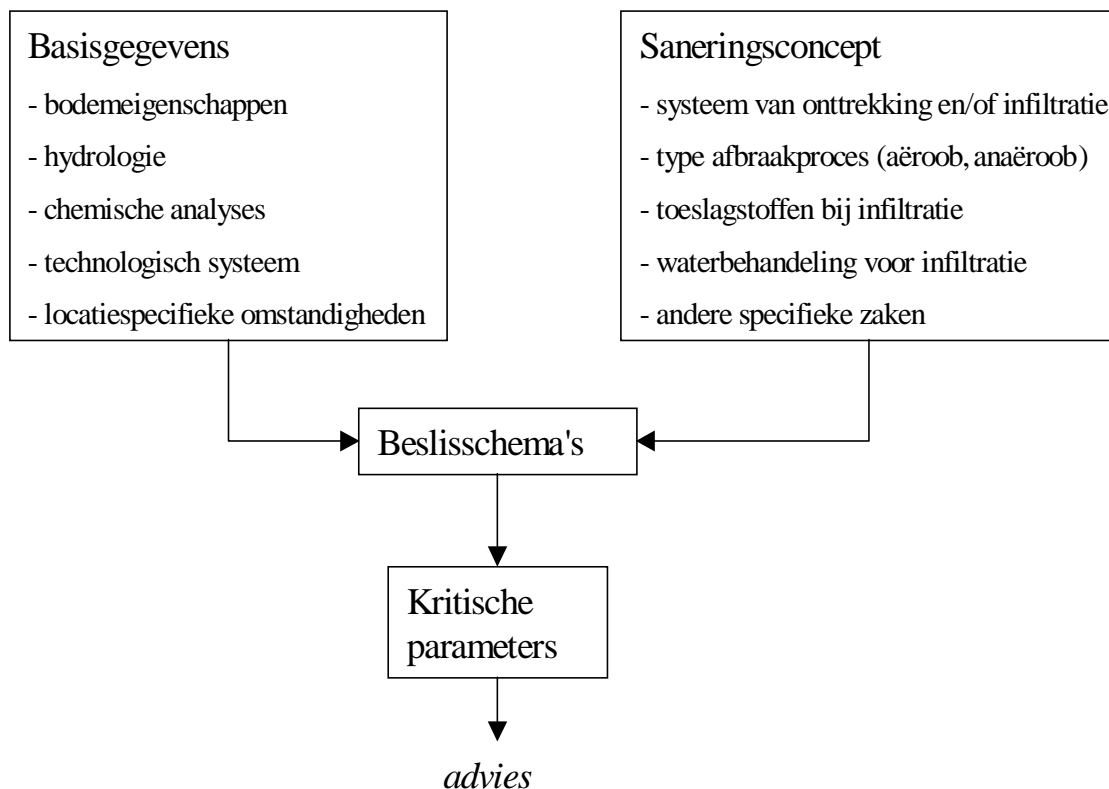 Basisgegevens
- bodemeigenschappen
- hydrologie
- chemische analyses
- technologisch systeem
- locatiespecifieke omstandigheden
Saneringsconcept
- systeem van onttrekking en/of infiltratie
- type afbraakproces (aëroob, anaëroob)
- toeslagstoffen bij infiltratie
- waterbehandeling voor infiltratie
- andere specifieke zaken
Beslisschema's
Kritische
parameters
advies